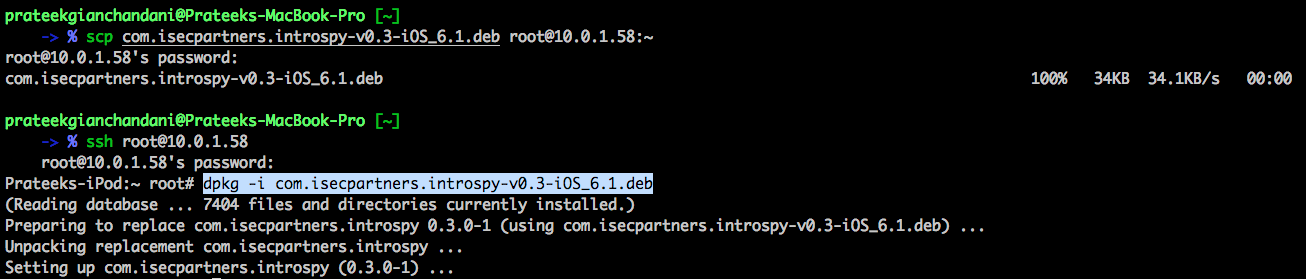 prateekgianchandani@Prateeks-MacBook-Pro [~]
-> % scp com.isecpartners.introspy-v0.3-iOS_6.1.deb root@10.0.1.58:~
root@10.0.1.58's password:
com.isecpartners.introspy-v0.3-iOS_6.1.deb 100% 34KB 34.1KB/s 00:00
prateekgianchandani@Prateeks-MacBook-Pro [~]
-> % ssh root@10.0.1.58
root@10.0.1.58's password:
Prateeks-iPod:~ root# dpkg -i com.isecpartners.introspy-v0.3-iOS_6.1.deb
(Reading database ... 7404 files and directories currently installed.)
Preparing to replace com.isecpartners.introspy 0.3.0-1 (using com.isecpartners.introspy-v0.3-iOS_6.1.deb) ...
Unpacking replacement com.isecpartners.introspy ...
Setting up com.isecpartners.introspy (0.3.0-1) ...